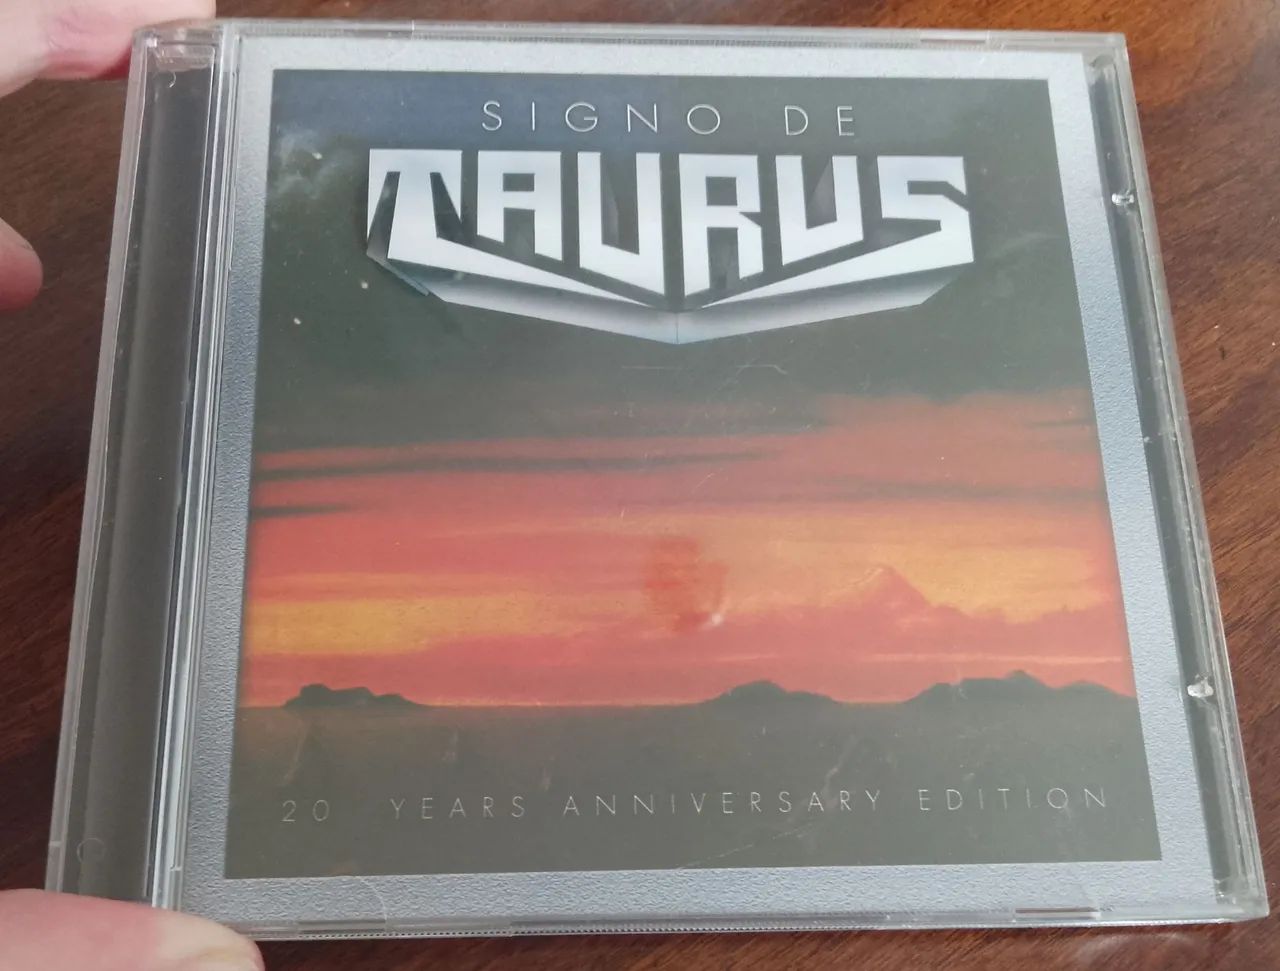 SIGNO DE
TAURUS
20 YEARS ANNIVERSARY EDITION